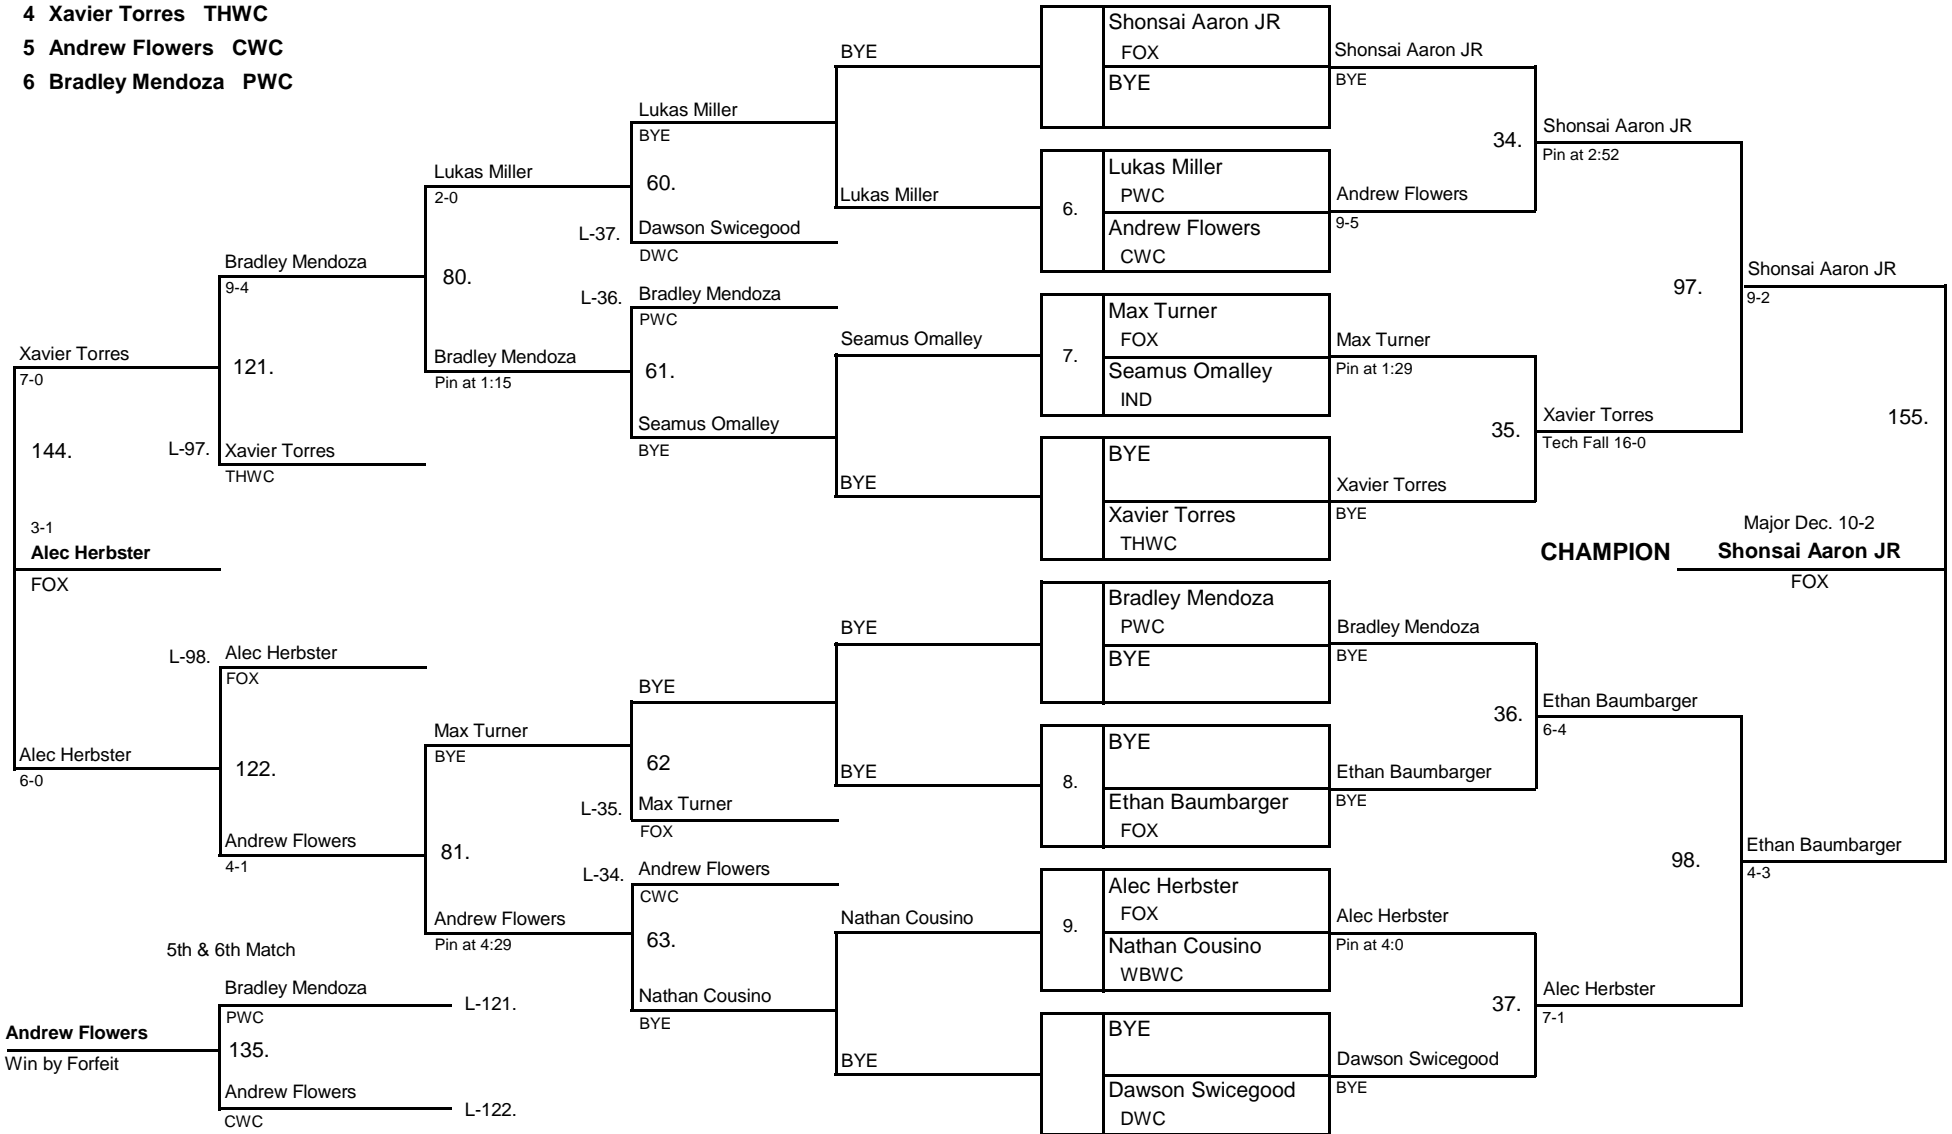 4 Xavier Torres THWC
5 Andrew Flowers CWC
6 Bradley Mendoza PWC
Shonsai Aaron JR
FOX
BYE
Lukas Miller
PWC
6.
Andrew Flowers
CWC
Max Turner
FOX
7.
Seamus Omalley
IND
BYE
Xavier Torres
THWC
Bradley Mendoza
PWC
BYE
BYE
8.
Ethan Baumbarger
FOX
Alec Herbster
FOX
9.
Nathan Cousino
WBWC
BYE
Dawson Swicegood
DWC
Shonsai Aaron JR
BYE
34.
Andrew Flowers
9-5
Max Turner
Pin at 1:29
35.
Xavier Torres
BYE
Bradley Mendoza
BYE
36.
Ethan Baumbarger
BYE
Alec Herbster
Pin at 4:0
37.
Dawson Swicegood
BYE
Shonsai Aaron JR
Pin at 2:52
97.
Xavier Torres
Tech Fall 16-0
Ethan Baumbarger
6-4
98.
Alec Herbster
7-1
Shonsai Aaron JR
9-2
155.
Major Dec. 10-2
CHAMPION Shonsai Aaron JR
FOX
Ethan Baumbarger
4-3
BYE
Lukas Miller
Seamus Omalley
BYE
BYE
BYE
Nathan Cousino
BYE
Lukas Miller
BYE
60.
L-37. Dawson Swicegood
DWC
L-36. Bradley Mendoza
PWC
61.
Seamus Omalley
BYE
BYE
62
L-35. Max Turner
FOX
L-34. Andrew Flowers
CWC
63.
Nathan Cousino
BYE
Lukas Miller
2-0
80.
Bradley Mendoza
Pin at 1:15
Max Turner
BYE
81.
Andrew Flowers
Pin at 4:29
Bradley Mendoza
9-4
121.
L-97. Xavier Torres
THWC
L-98. Alec Herbster
FOX
122.
Andrew Flowers
4-1
Xavier Torres
7-0
144.
3-1
Alec Herbster
FOX
Alec Herbster
6-0
5th & 6th Match
Bradley Mendoza L-121.
PWC
Andrew Flowers
135.
Win by Forfeit
Andrew Flowers L-122.
CWC